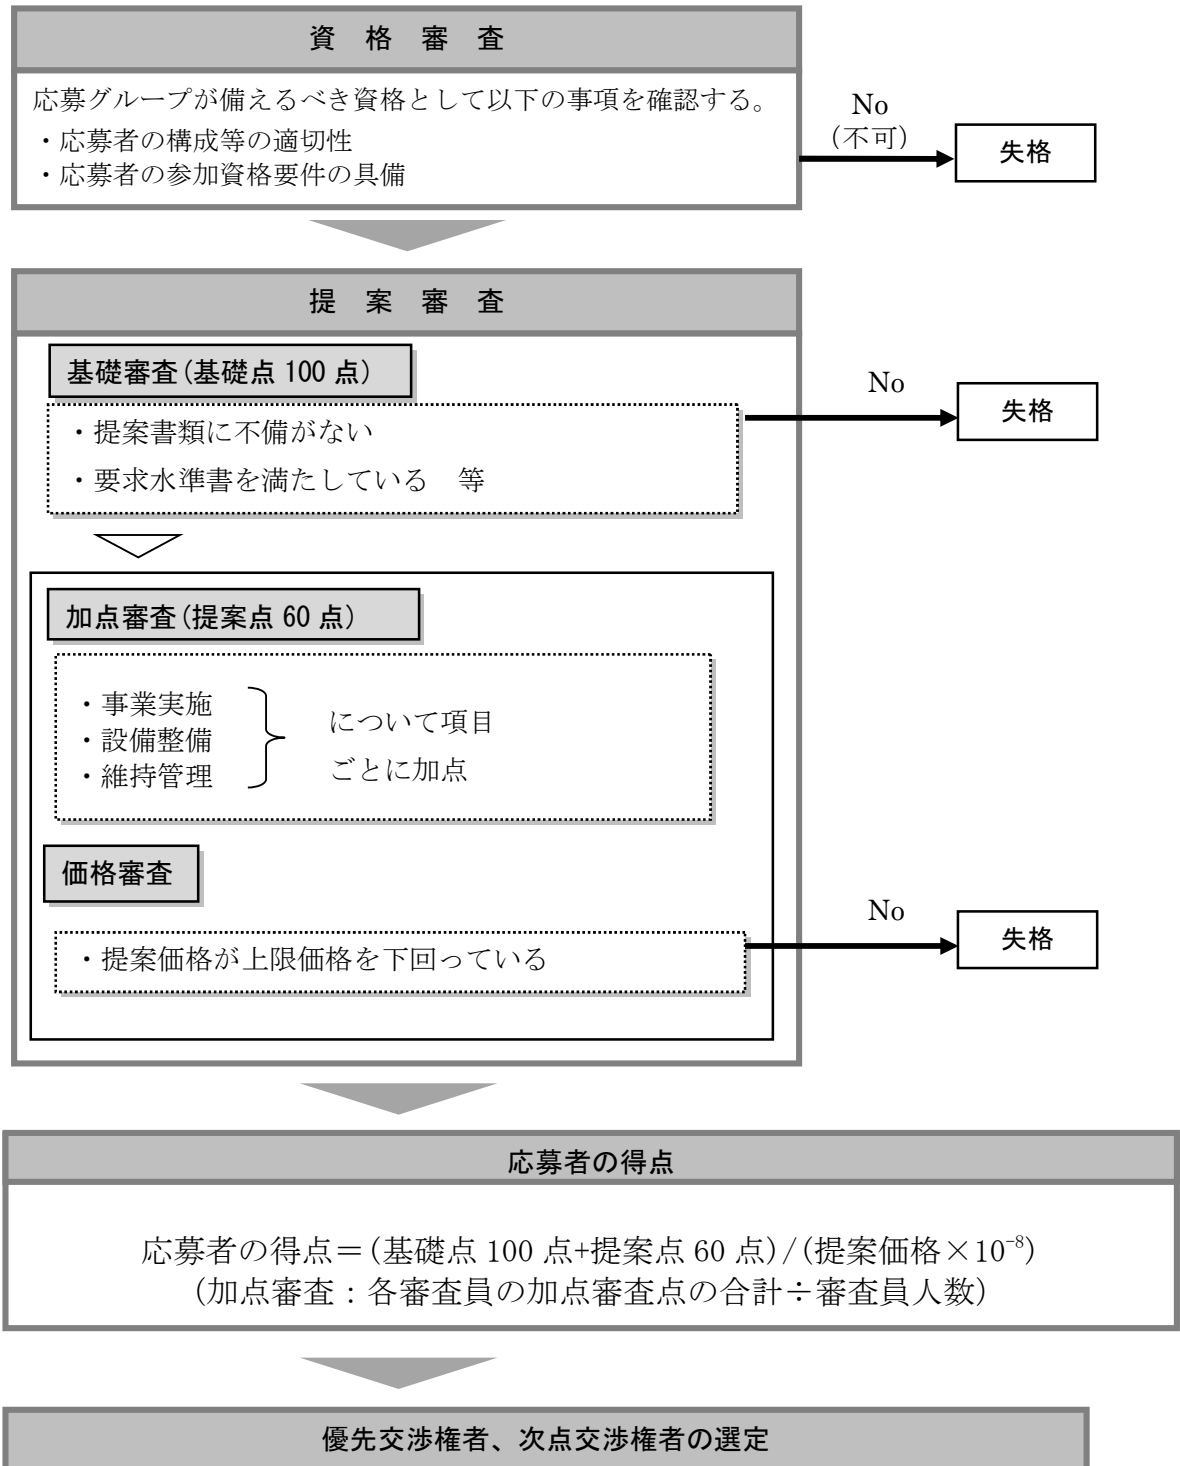 資　格　審　査
応募グループが備えるべき資格として以下の事項を確認する。
・応募者の構成等の適切性
・応募者の参加資格要件の具備
No
（不可）
失格
提　案　審　査
基礎審査（基礎点 100 点）
・提案書類に不備がない
・要求水準書を満たしている　等
No
失格
加点審査（提案点 60 点）
・事業実施
・設備整備
・維持管理
について項目
ごとに加点
価格審査
・提案価格が上限価格を下回っている
No
失格
応募者の得点
応募者の得点＝（基礎点 100 点+提案点 60 点）/（提案価格×10⁻⁸）
（加点審査：各審査員の加点審査点の合計÷審査員人数）
優先交渉権者、次点交渉権者の選定